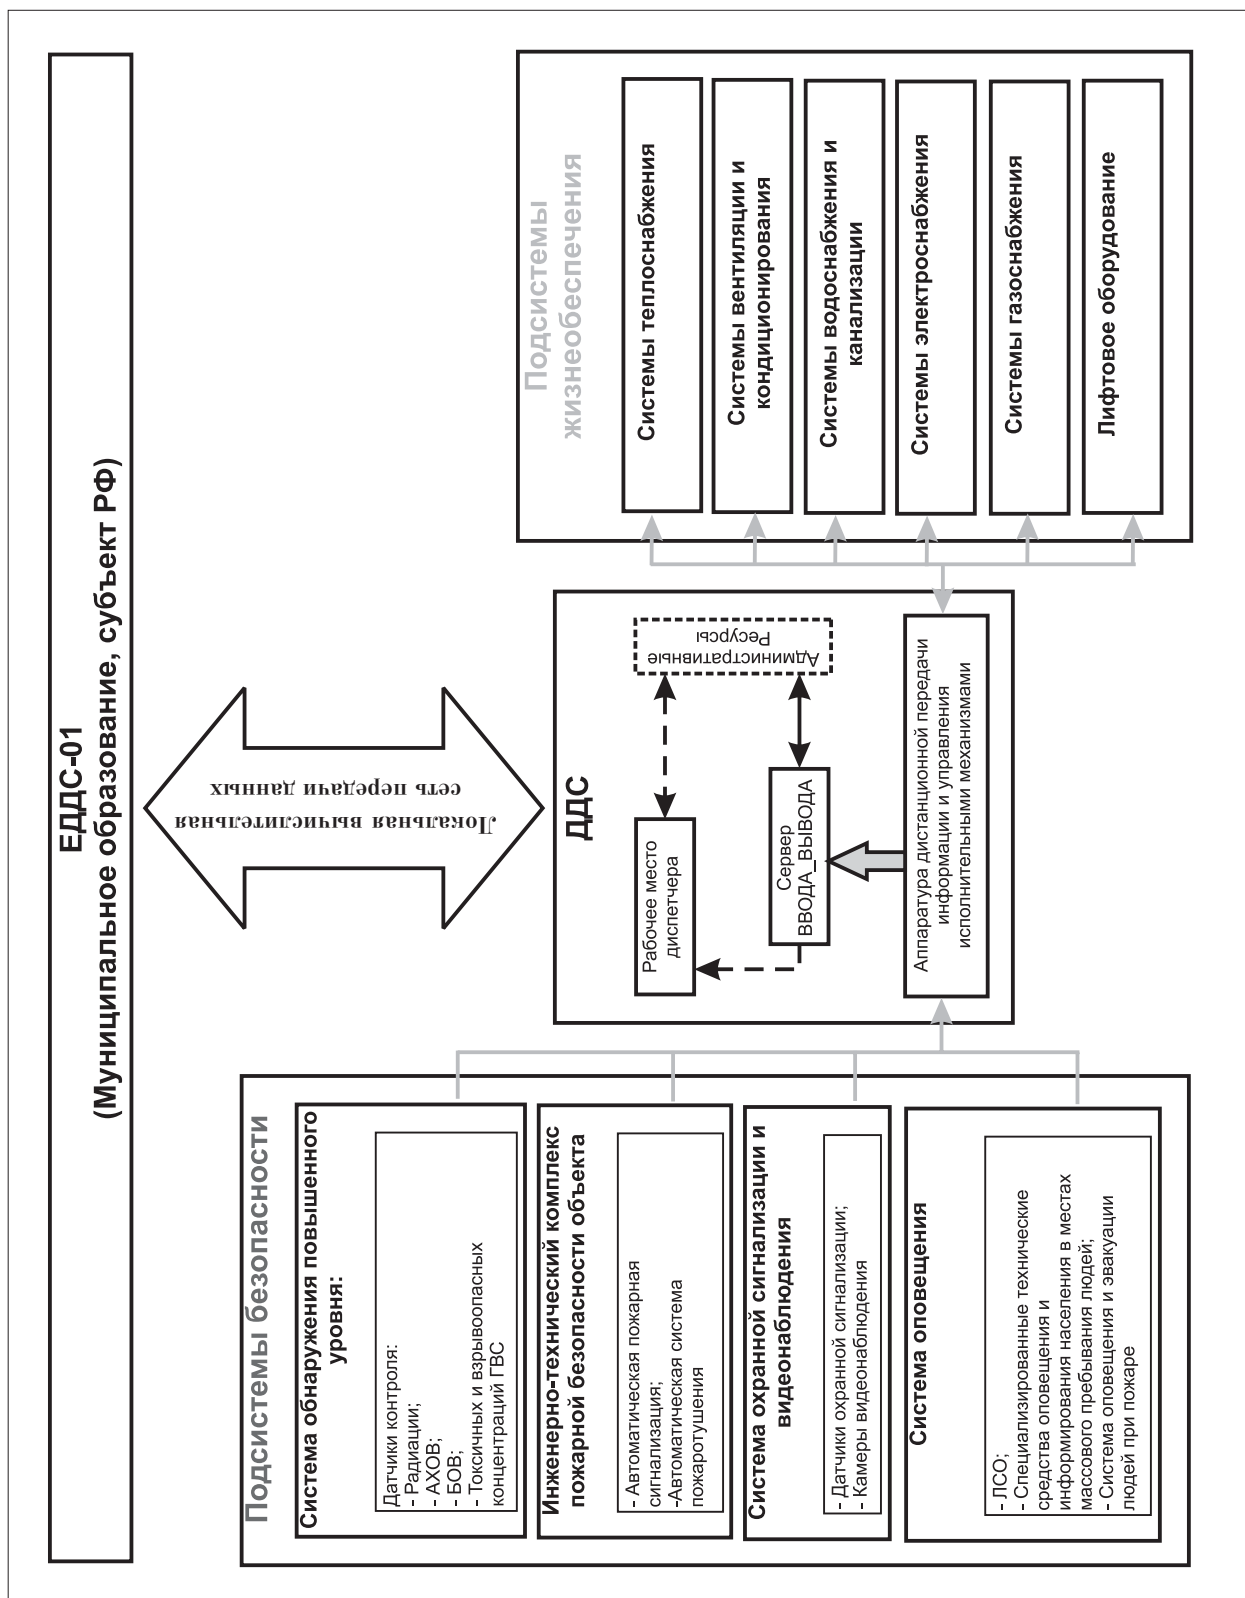 ЕДДС-01
(Муниципальное образование, субъект РФ)
Локальная вычислительная
сеть передачи данных
Подсистемы безопасности
Система обнаружения повышенного
уровня:
Датчики контроля:
- Радиации;
- АХОВ;
- БОВ;
- Токсичных и взрывоопасных
концентраций ГВС
Инженерно-технический комплекс
пожарной безопасности объекта
- Автоматическая пожарная
сигнализация;
-Автоматическая система
пожаротушения
Система охранной сигнализации и
видеонаблюдения
- Датчики охранной сигнализации;
- Камеры видеонаблюдения
Система оповещения
- ЛСО;
- Специализированные технические
средства оповещения и
информирования населения в местах
массового пребывания людей;
- Система оповещения и эвакуации
людей при пожаре
ДДС
Рабочее место
диспетчера
Административные
Ресурсы
Сервер
ВВОДА_ВЫВОДА
Аппаратура дистанционной передачи
информации и управления
исполнительными механизмами
Подсистемы
жизнеобеспечения
Системы теплоснабжения
Системы вентиляции и
кондиционирования
Системы водоснабжения и
канализации
Системы электроснабжения
Системы газоснабжения
Лифтовое оборудование